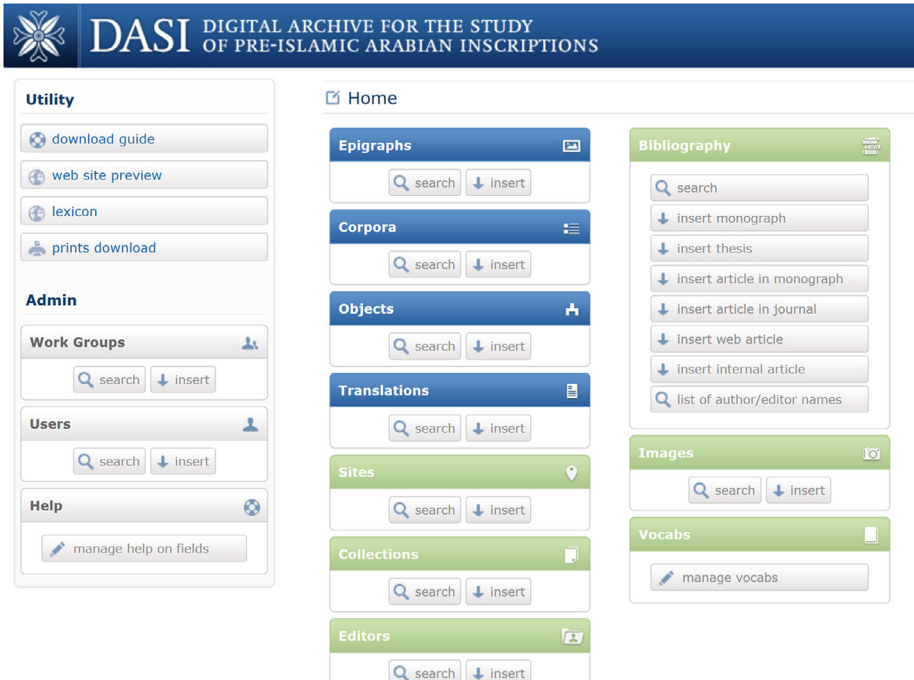 DASI DIGITAL ARCHIVE FOR THE STUDY
OF PRE-ISLAMIC ARABIAN INSCRIPTIONS
Utility
download guide
web site preview
lexicon
prints download
Admin
Work Groups
search insert
Users
search insert
Help
manage help on fields
Home
Epigraphs
search insert
Corpora
search insert
Objects
search insert
Translations
search insert
Sites
search insert
Collections
search insert
Editors
search insert
Bibliography
search
insert monograph
insert thesis
insert article in monograph
insert article in journal
insert web article
insert internal article
list of author/editor names
Images
search insert
Vocabs
manage vocabs